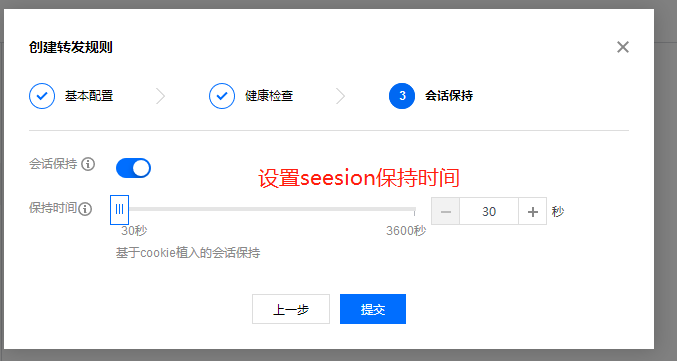 创建转发规则
基本配置
健康检查
3 会话保持
会话保持
设置seesion保持时间
保持时间
30 秒
30秒 3600秒
基于cookie植入的会话保持
上一步 提交